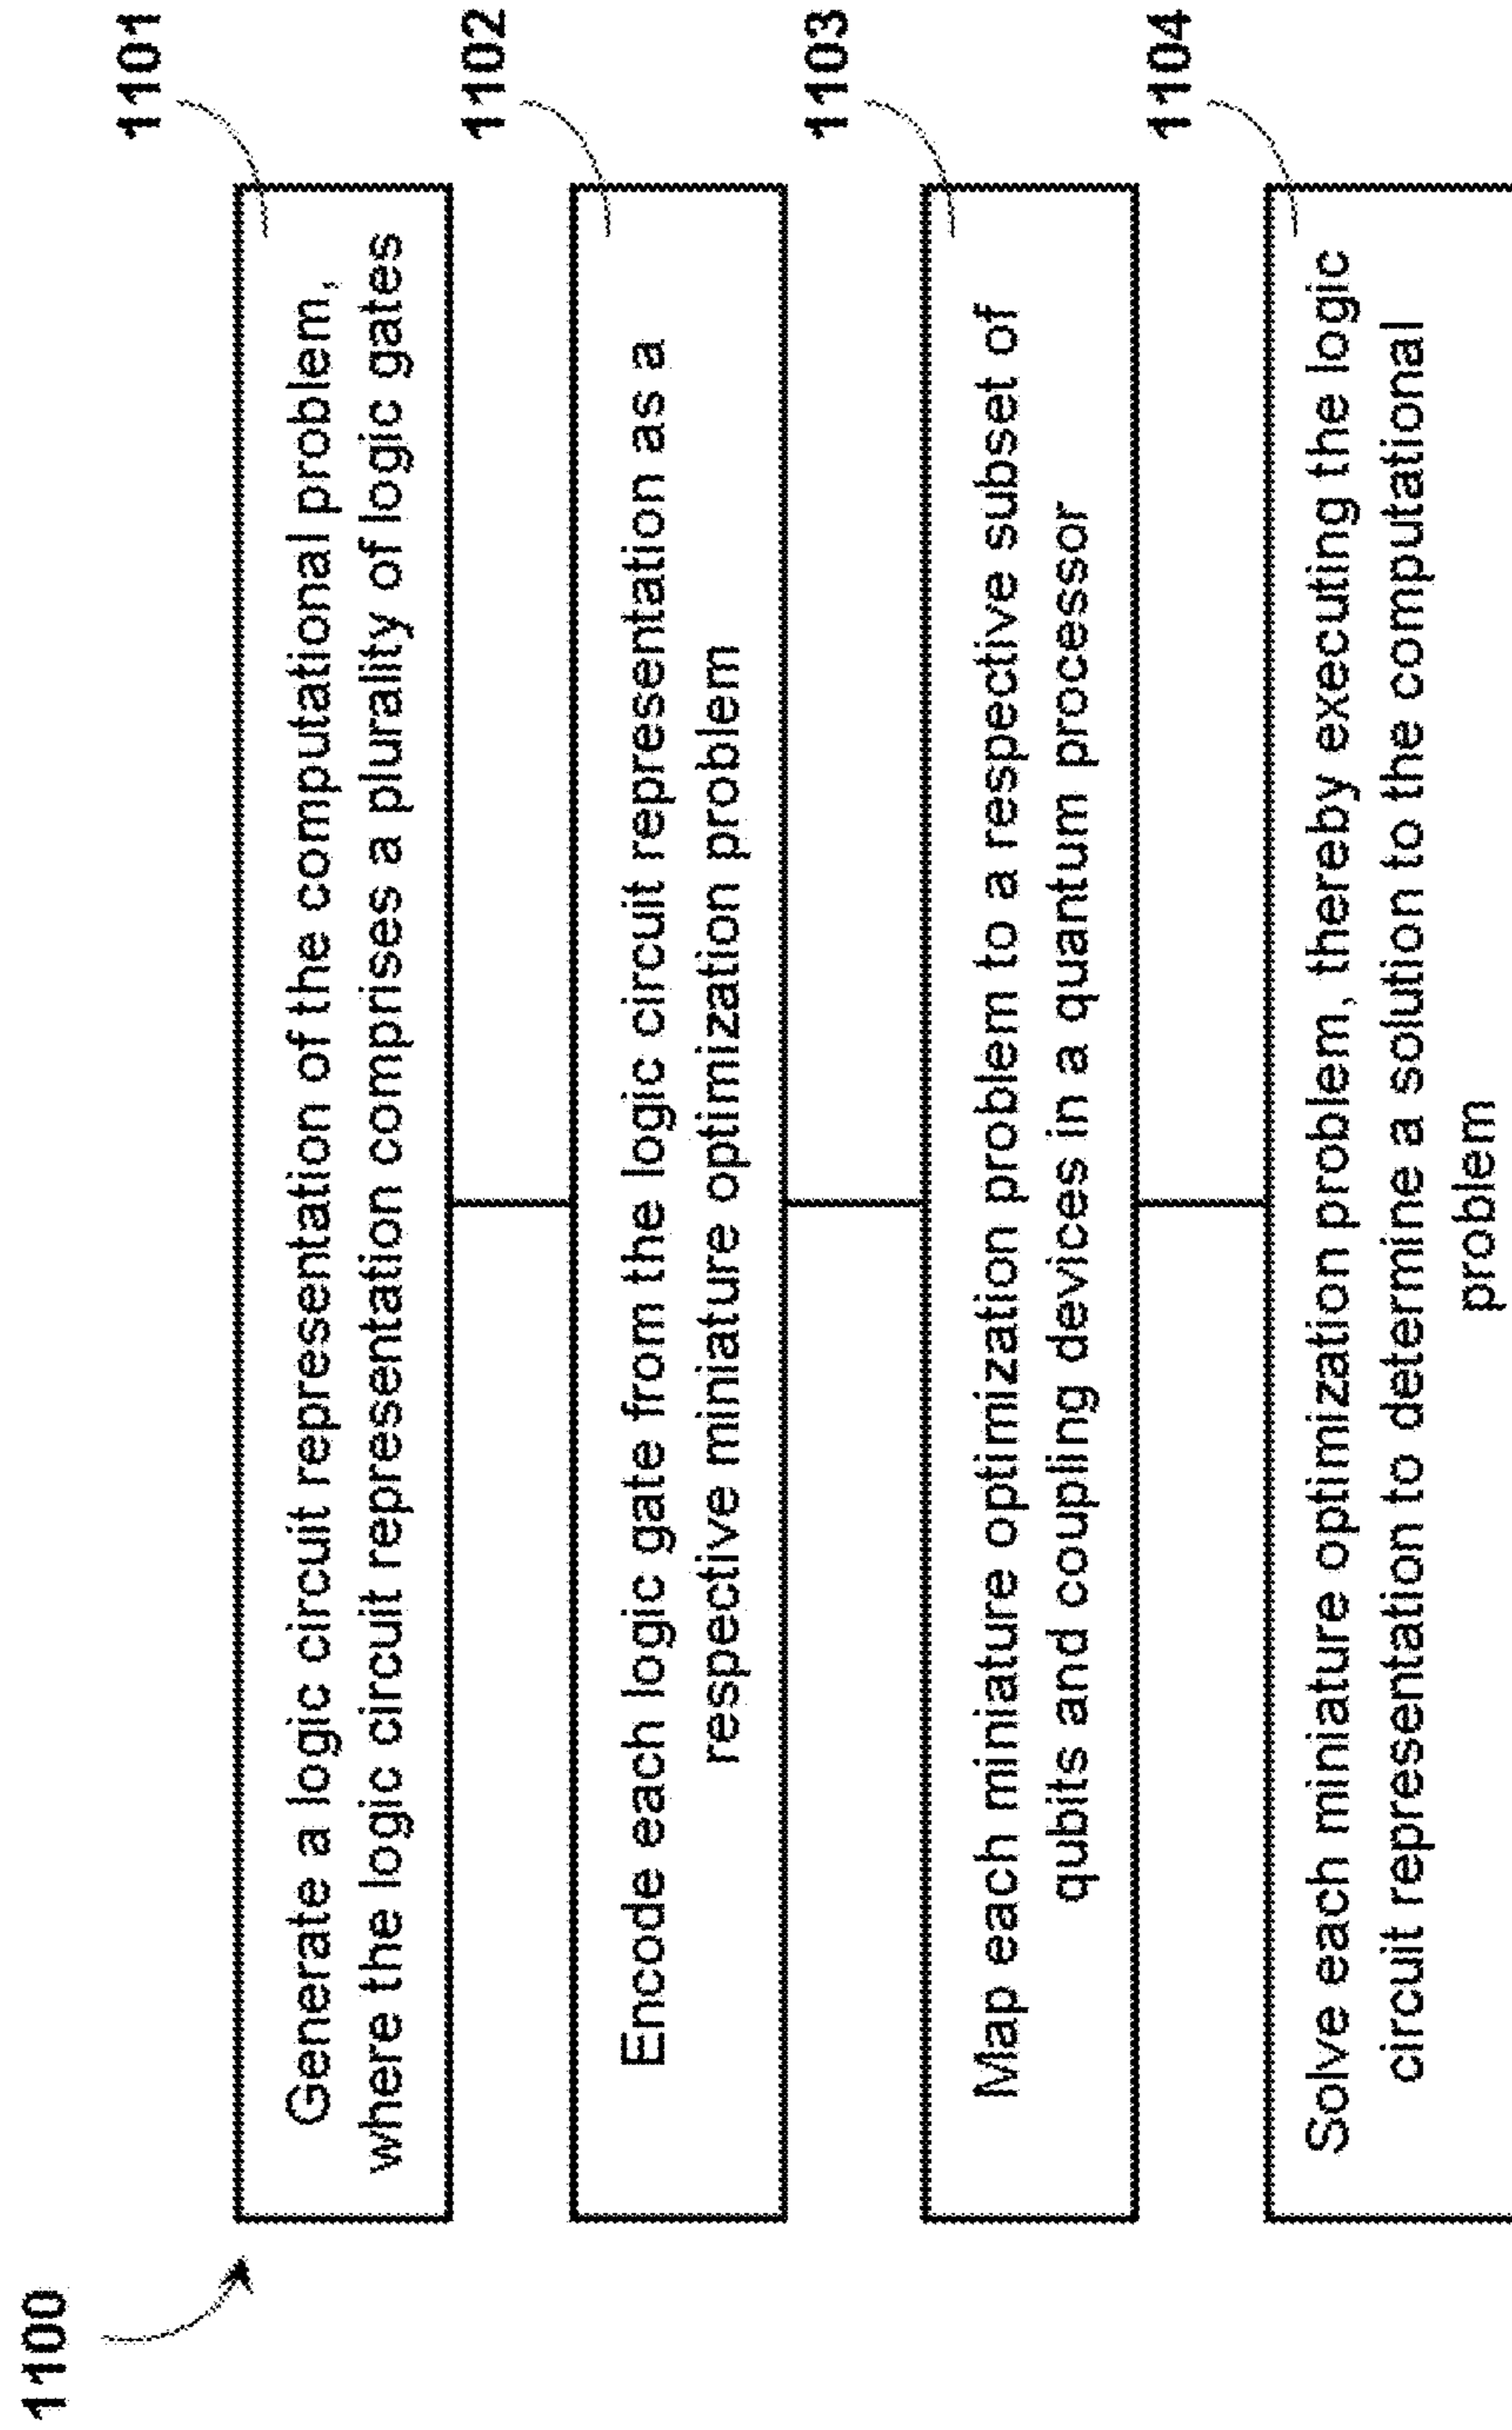 1100
1101
Generate a logic circuit representation of the computational problem,
where the logic circuit representation comprises a plurality of logic gates
1102
Encode each logic gate from the logic circuit representation as a
respective miniature optimization problem
1103
Map each miniature optimization problem to a respective subset of
qubits and coupling devices in a quantum processor
1104
Solve each miniature optimization problem, thereby executing the logic
circuit representation to determine a solution to the computational
problem